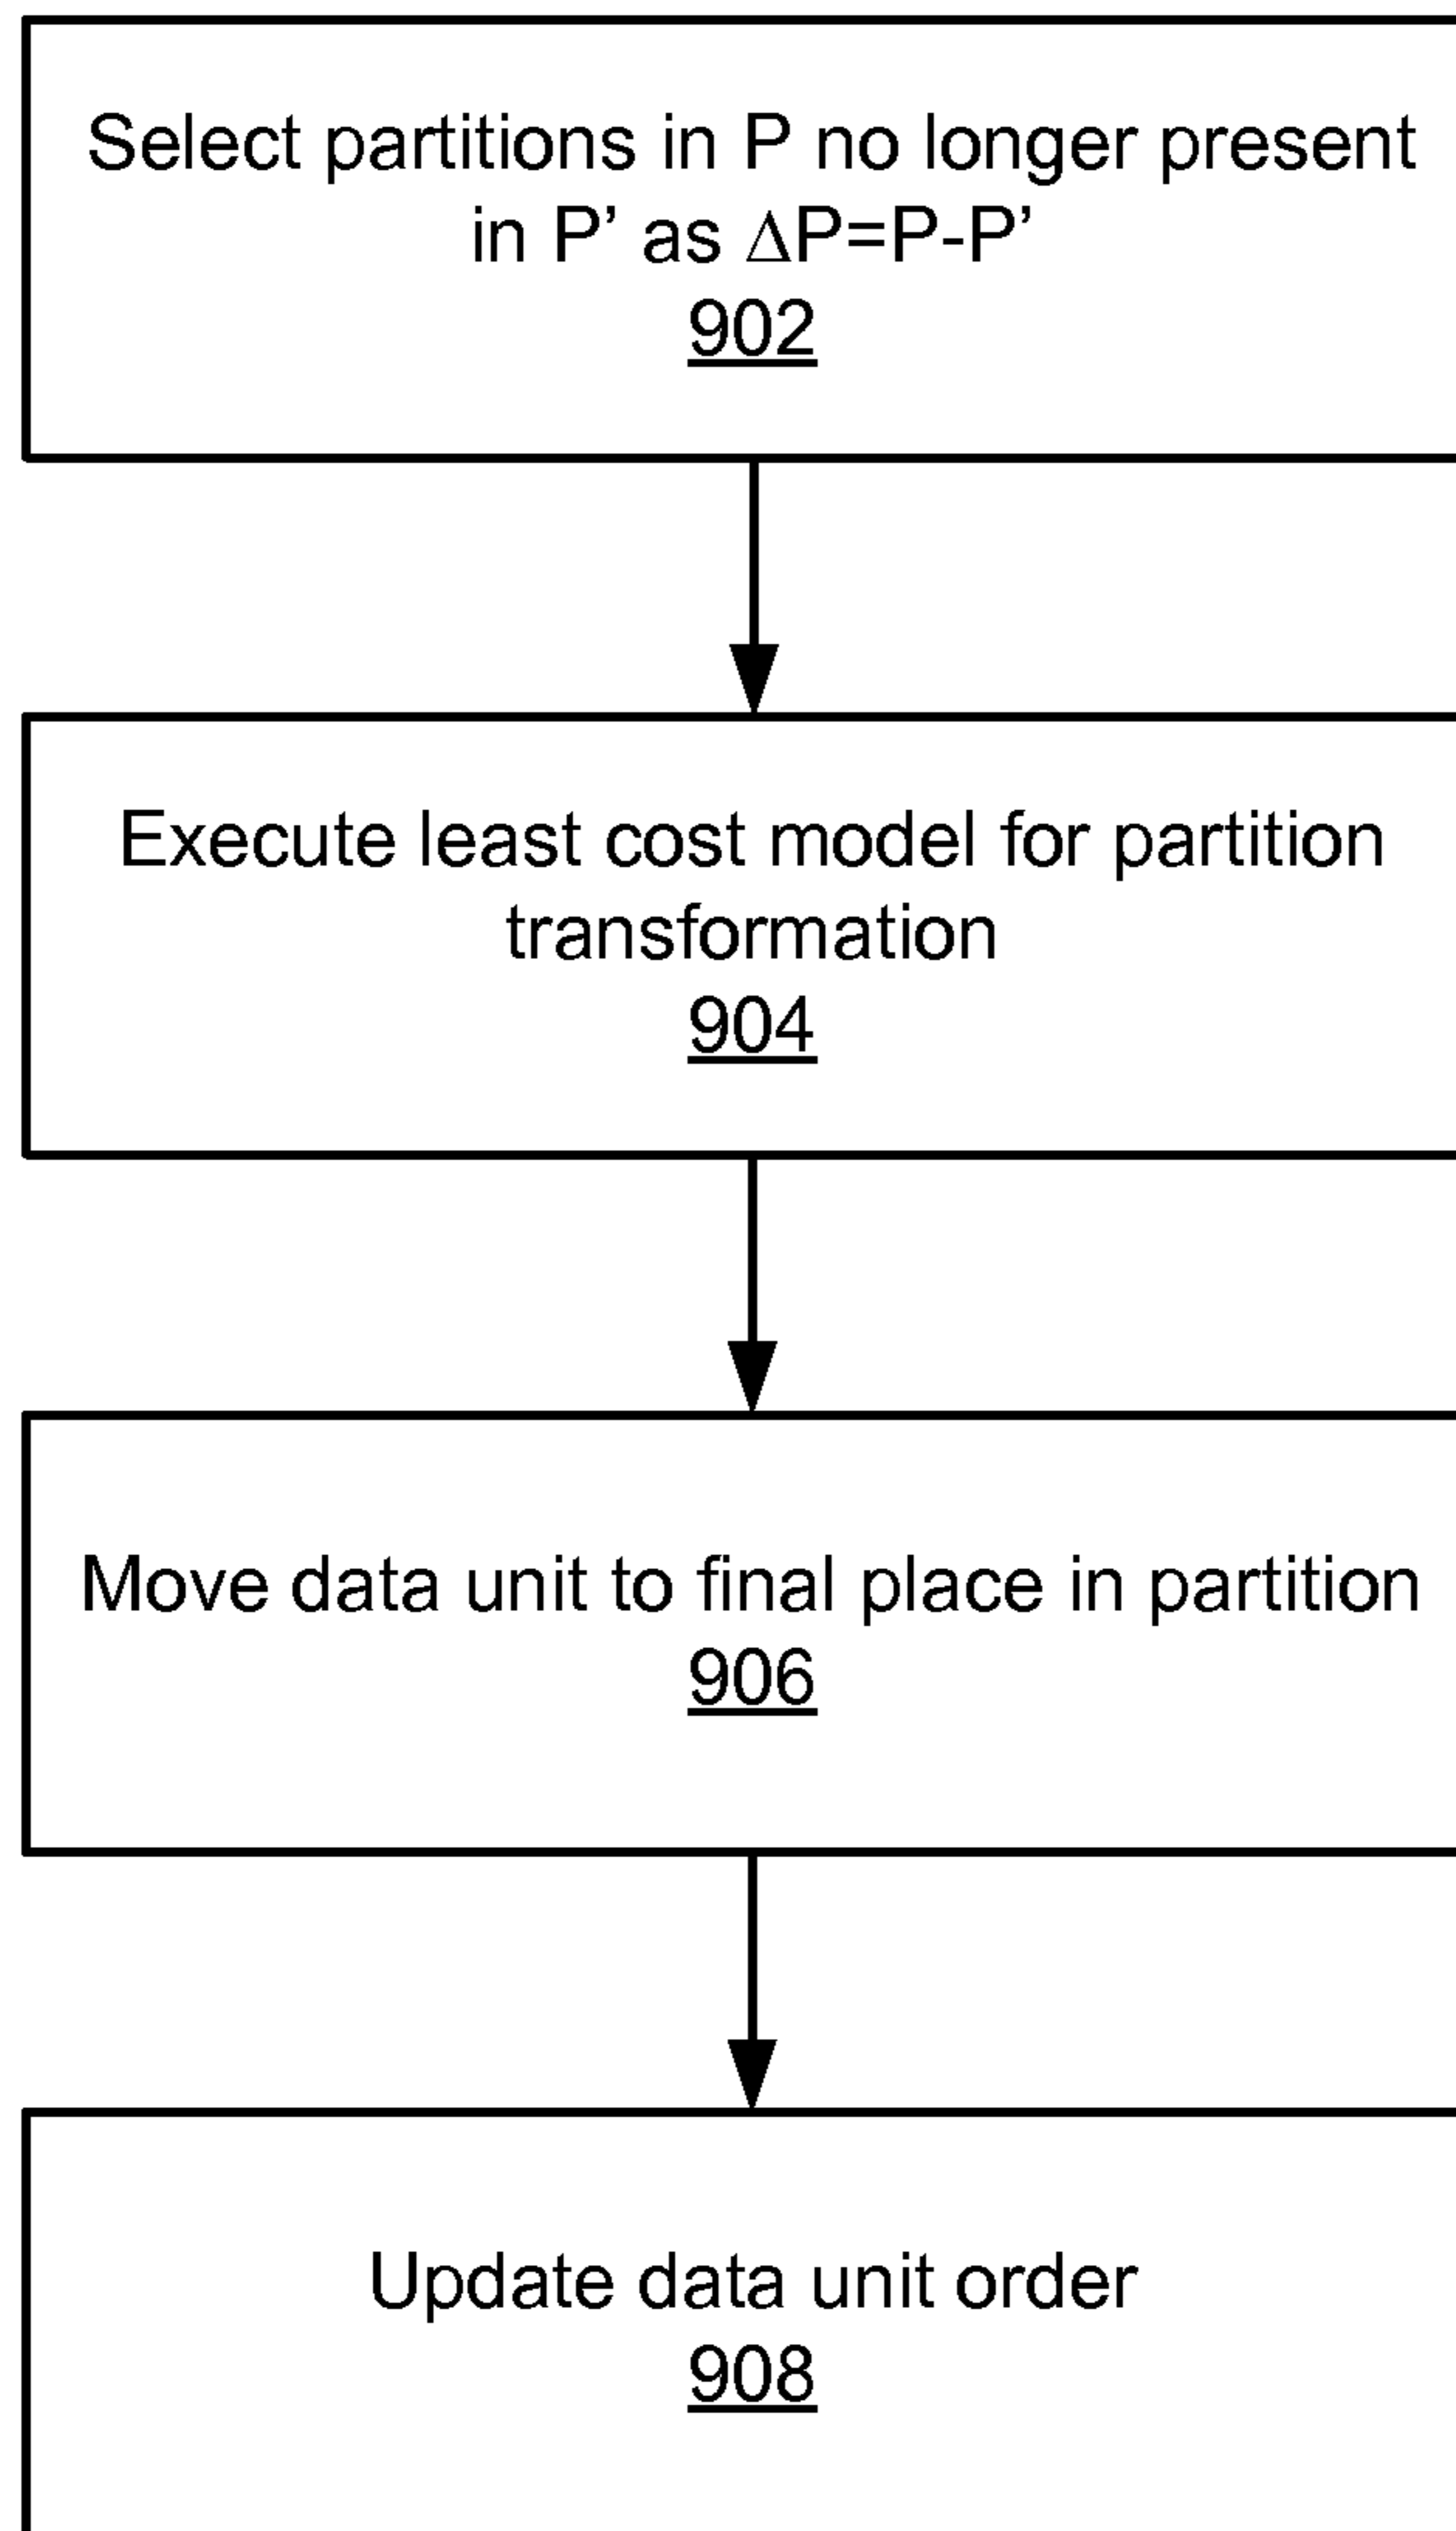 Select partitions in P no longer present
in P’ as ΔP=P-P’
902
Execute least cost model for partition
transformation
904
Move data unit to final place in partition
906
Update data unit order
908